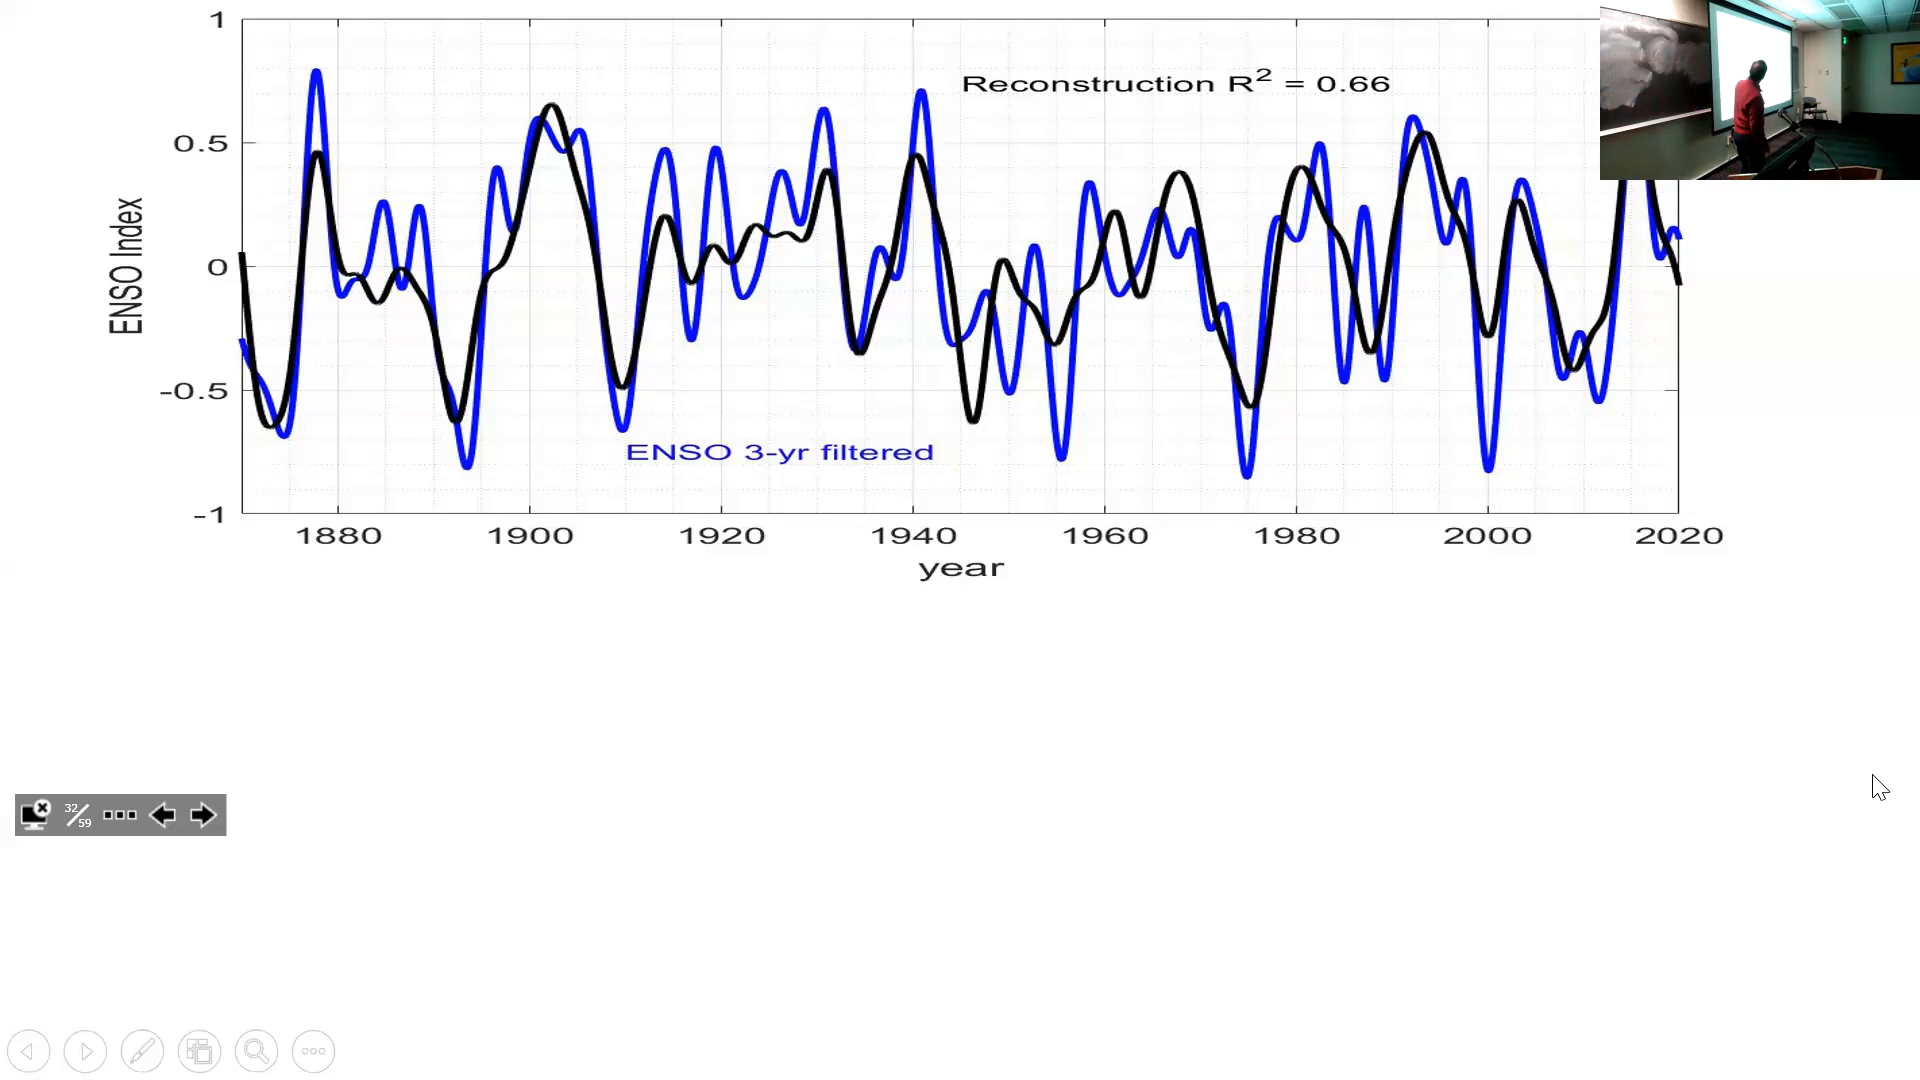 1
Reconstruction R² = 0.66
0.5
ENSO Index
0
-0.5
ENSO 3-yr filtered
-1
1880 1900 1920 1940 1960 1980 2000 2020
year
32/59